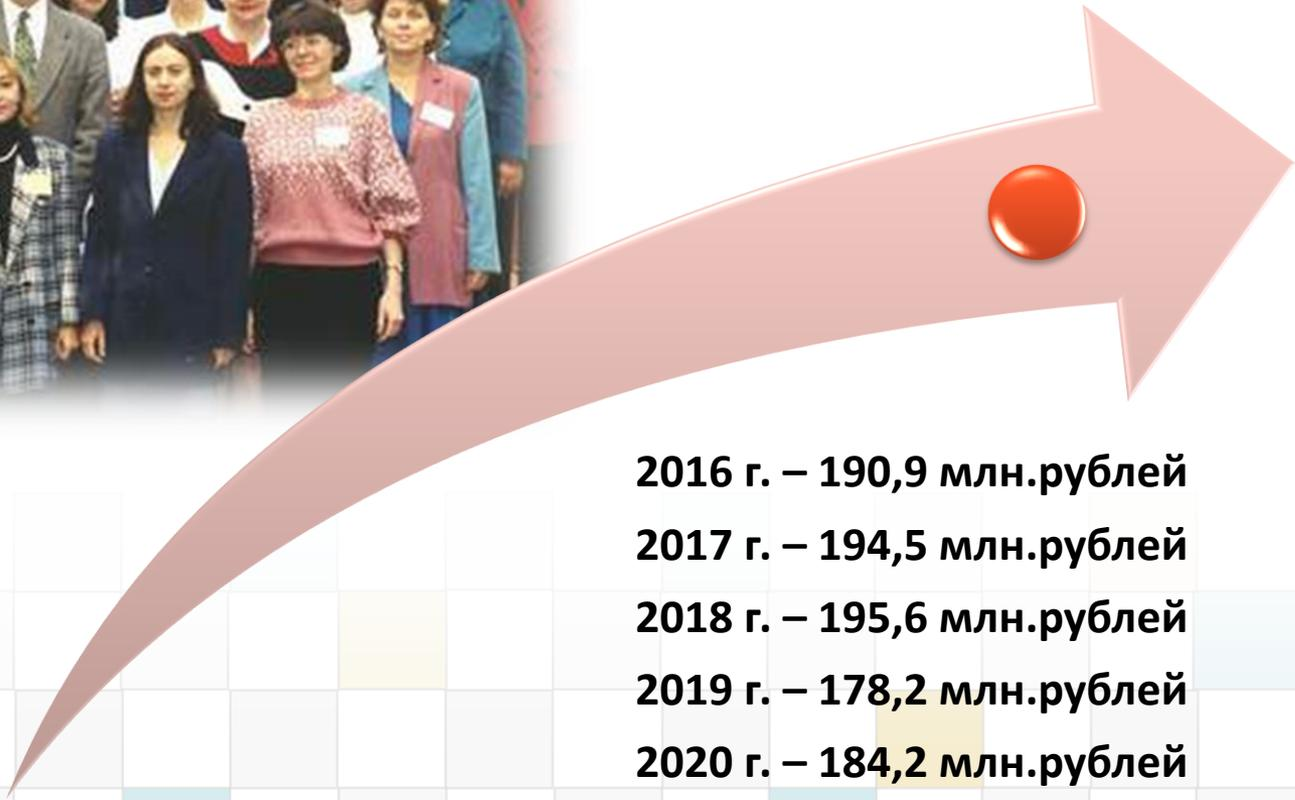 2016 г. – 190,9 млн.рублей
2017 г. – 194,5 млн.рублей
2018 г. – 195,6 млн.рублей
2019 г. – 178,2 млн.рублей
2020 г. – 184,2 млн.рублей